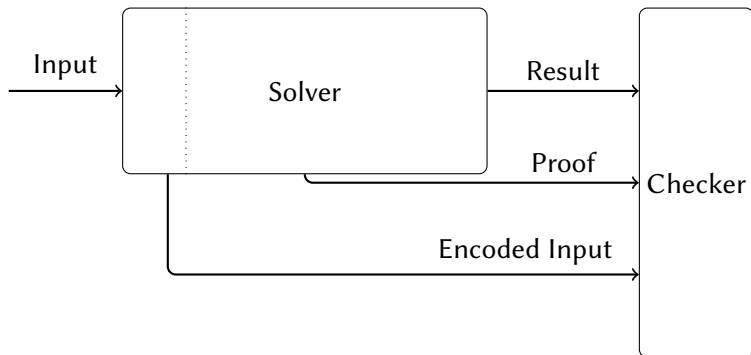 Input
Solver
Result
Proof
Checker
Encoded Input